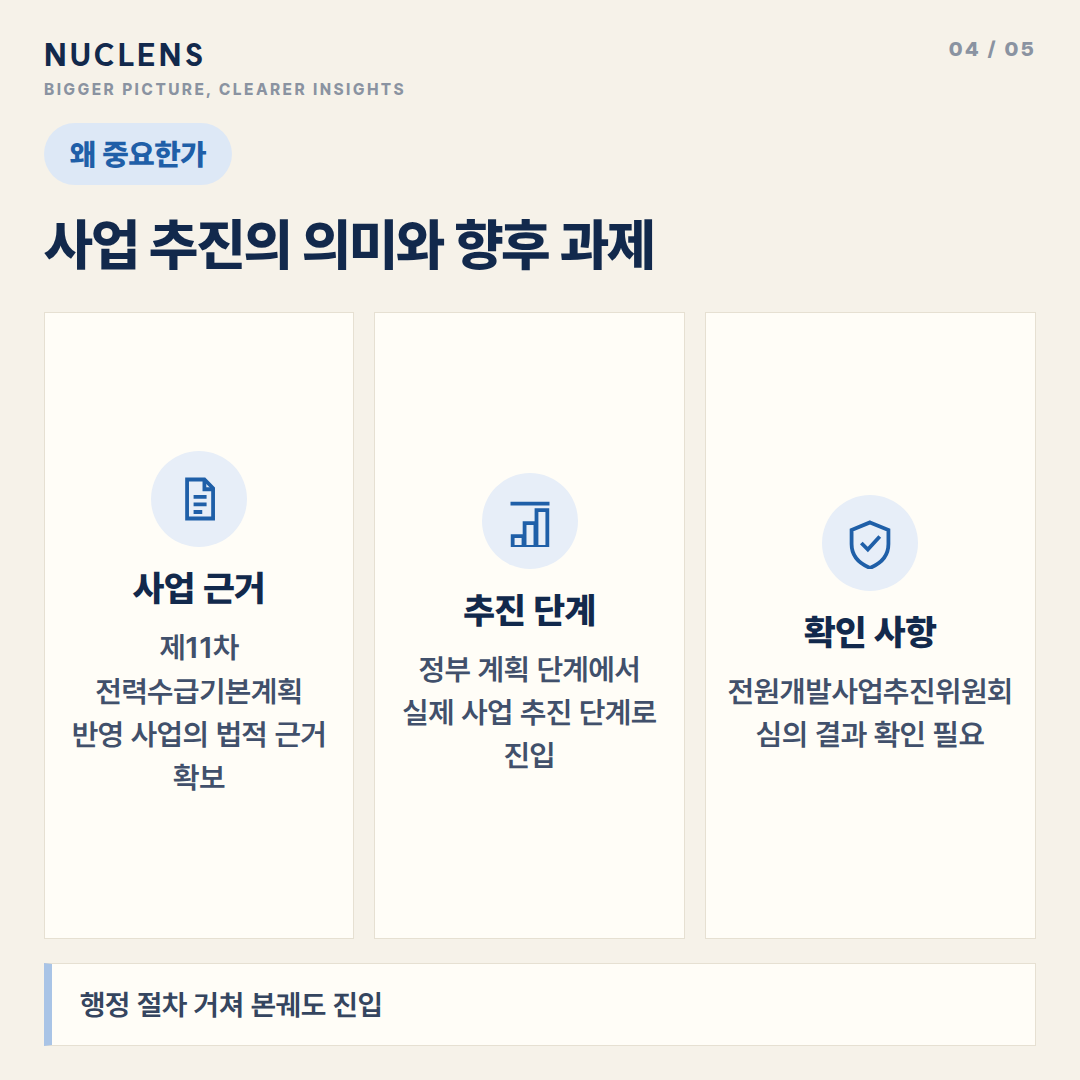 NUCLENS
04 / 05
BIGGER PICTURE, CLEARER INSIGHTS
왜 중요한가
사업 추진의 의미와 향후 과제
사업 근거
제11차
전력수급기본계획
반영 사업의 법적 근거
확보
추진 단계
정부 계획 단계에서
실제 사업 추진 단계로
진입
확인 사항
전원개발사업추진위원회
심의 결과 확인 필요
행정 절차 거쳐 본궤도 진입